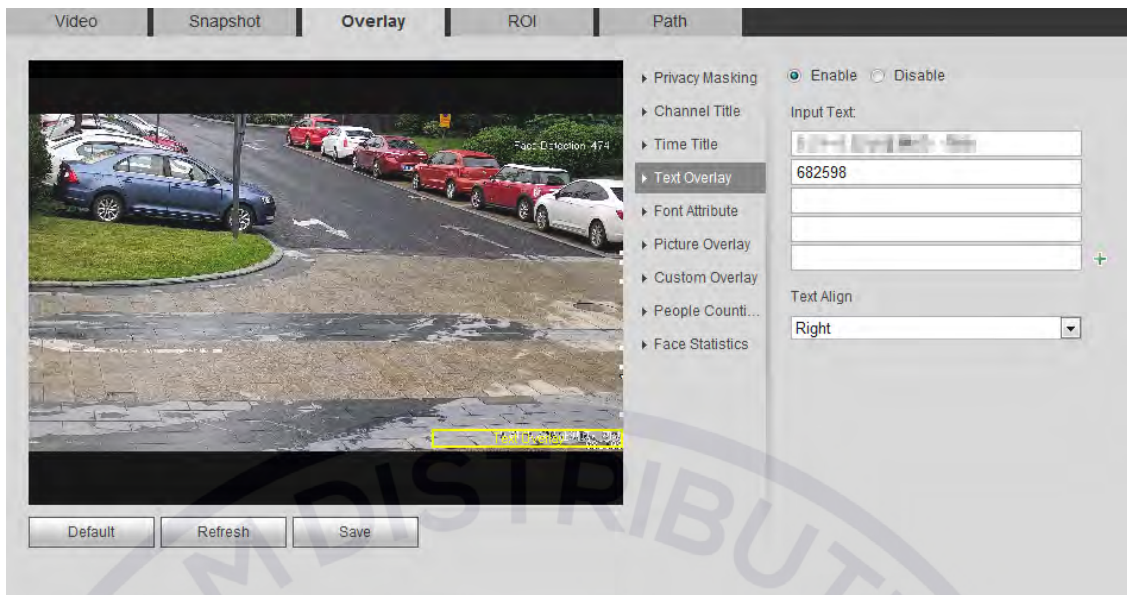 Video Snapshot Overlay ROI Path
Privacy Masking
Channel Title
Time Title
Text Overlay
Font Attribute
Picture Overlay
Custom Overlay
People Counti...
Face Statistics
Enable Disable
Input Text:
682598
Text Align
Right
Face Detection 474
Text Overlay
Default Refresh Save
M DISTRIBUT